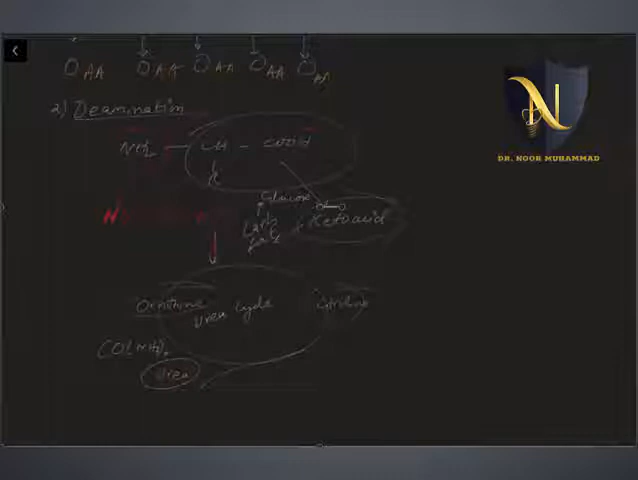 AA AA AA AA AA
2) Deamination
NH2 - CH - COOH
R
Glucose
Keto acid
Ornithine Urea Cycle Citrulline
CO(NH2)2
Urea
N
DR. NOOR MUHAMMAD